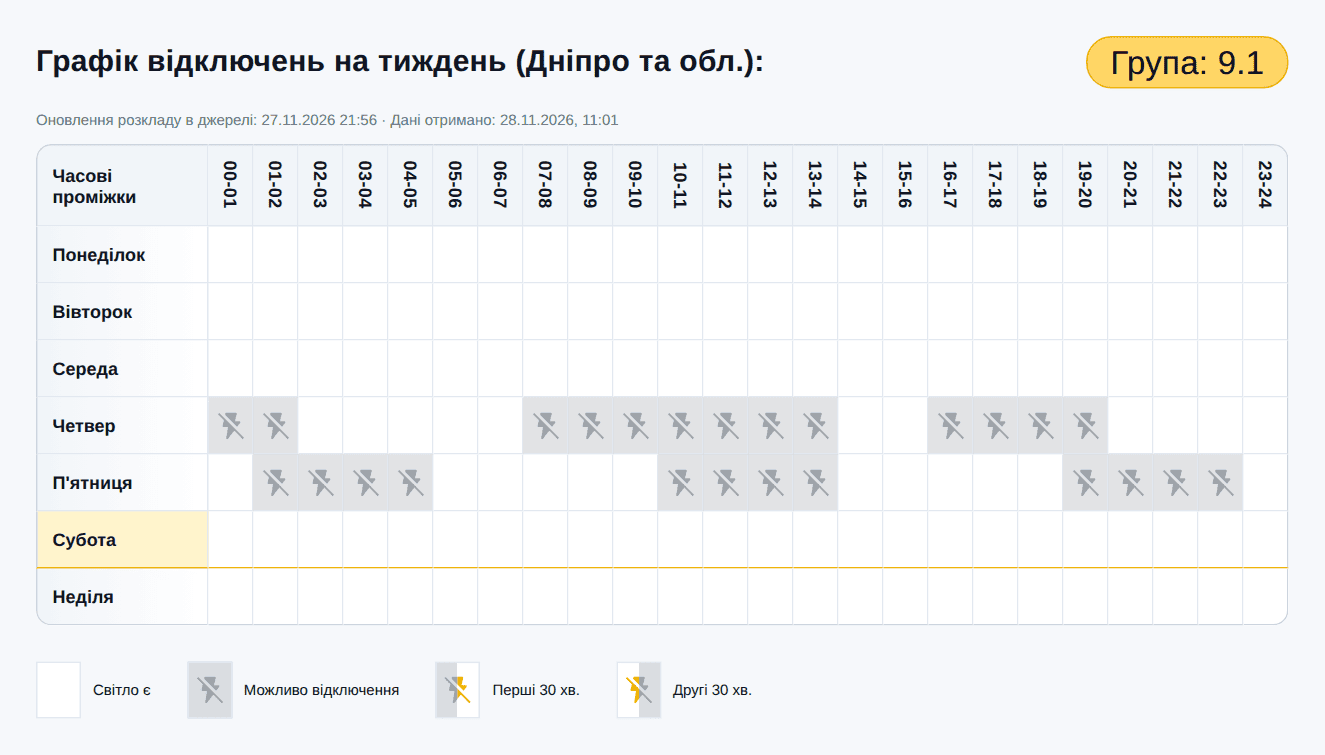 Графік відключень на тиждень (Дніпро та обл.):
Група: 9.1
Оновлення розкладу в джерелі: 27.11.2026 21:56 · Дані отримано: 28.11.2026, 11:01
Часові
проміжки
00-01
01-02
02-03
03-04
04-05
05-06
06-07
07-08
08-09
09-10
10-11
11-12
12-13
13-14
14-15
15-16
16-17
17-18
18-19
19-20
20-21
21-22
22-23
23-24
Понеділок
Вівторок
Середа
Четвер
П'ятниця
Субота
Неділя
Світло є
Можливо відключення
Перші 30 хв.
Другі 30 хв.